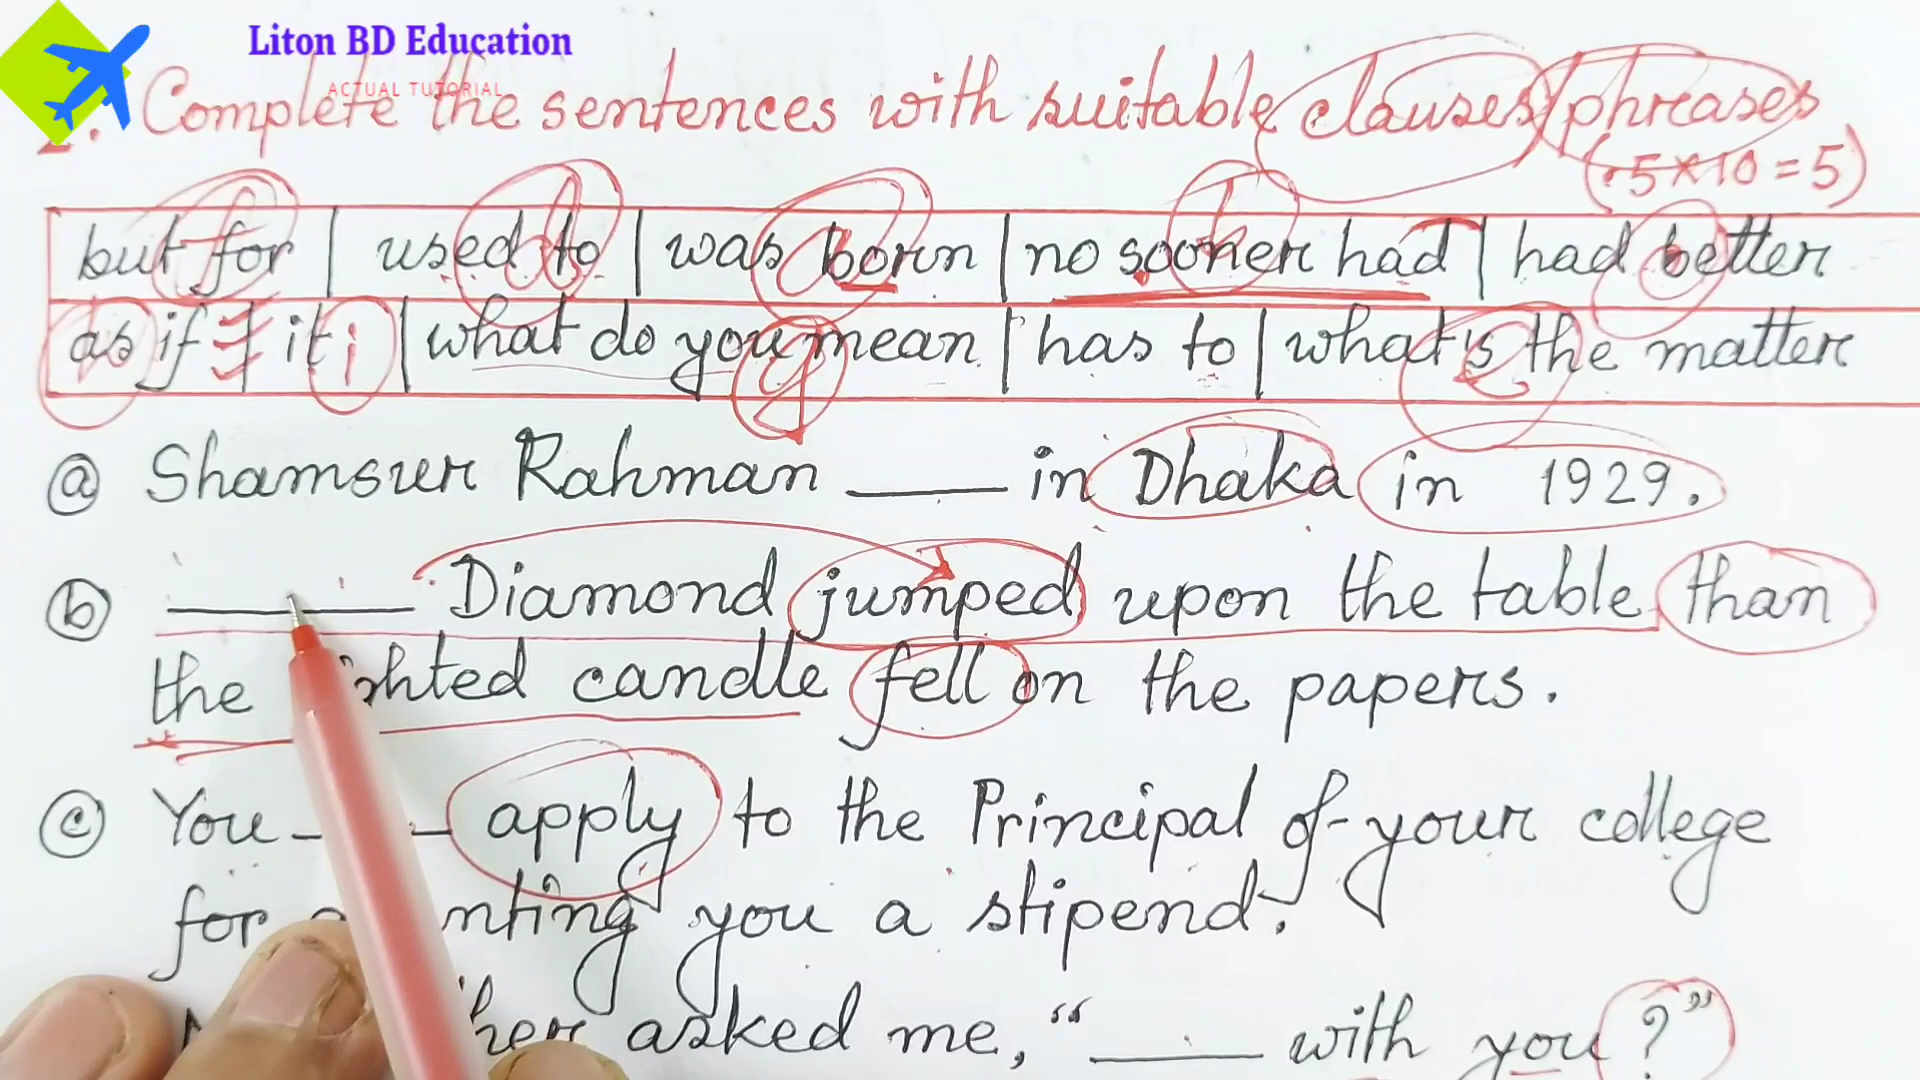 Liton BD Education
ACTUAL TUTORIAL
Complete the sentences with suitable clauses/phrases
(.5×10=5)
but for | used to | was born | no sooner had | had better
as if | it | what do you mean | has to | what's the matter
a Shamsur Rahman ____ in Dhaka in 1929.
b ____ Diamond jumped upon the table than
the candle fell on the papers.
c You ____ apply to the Principal of your college
for you a stipend.
asked me, "____ with you?"